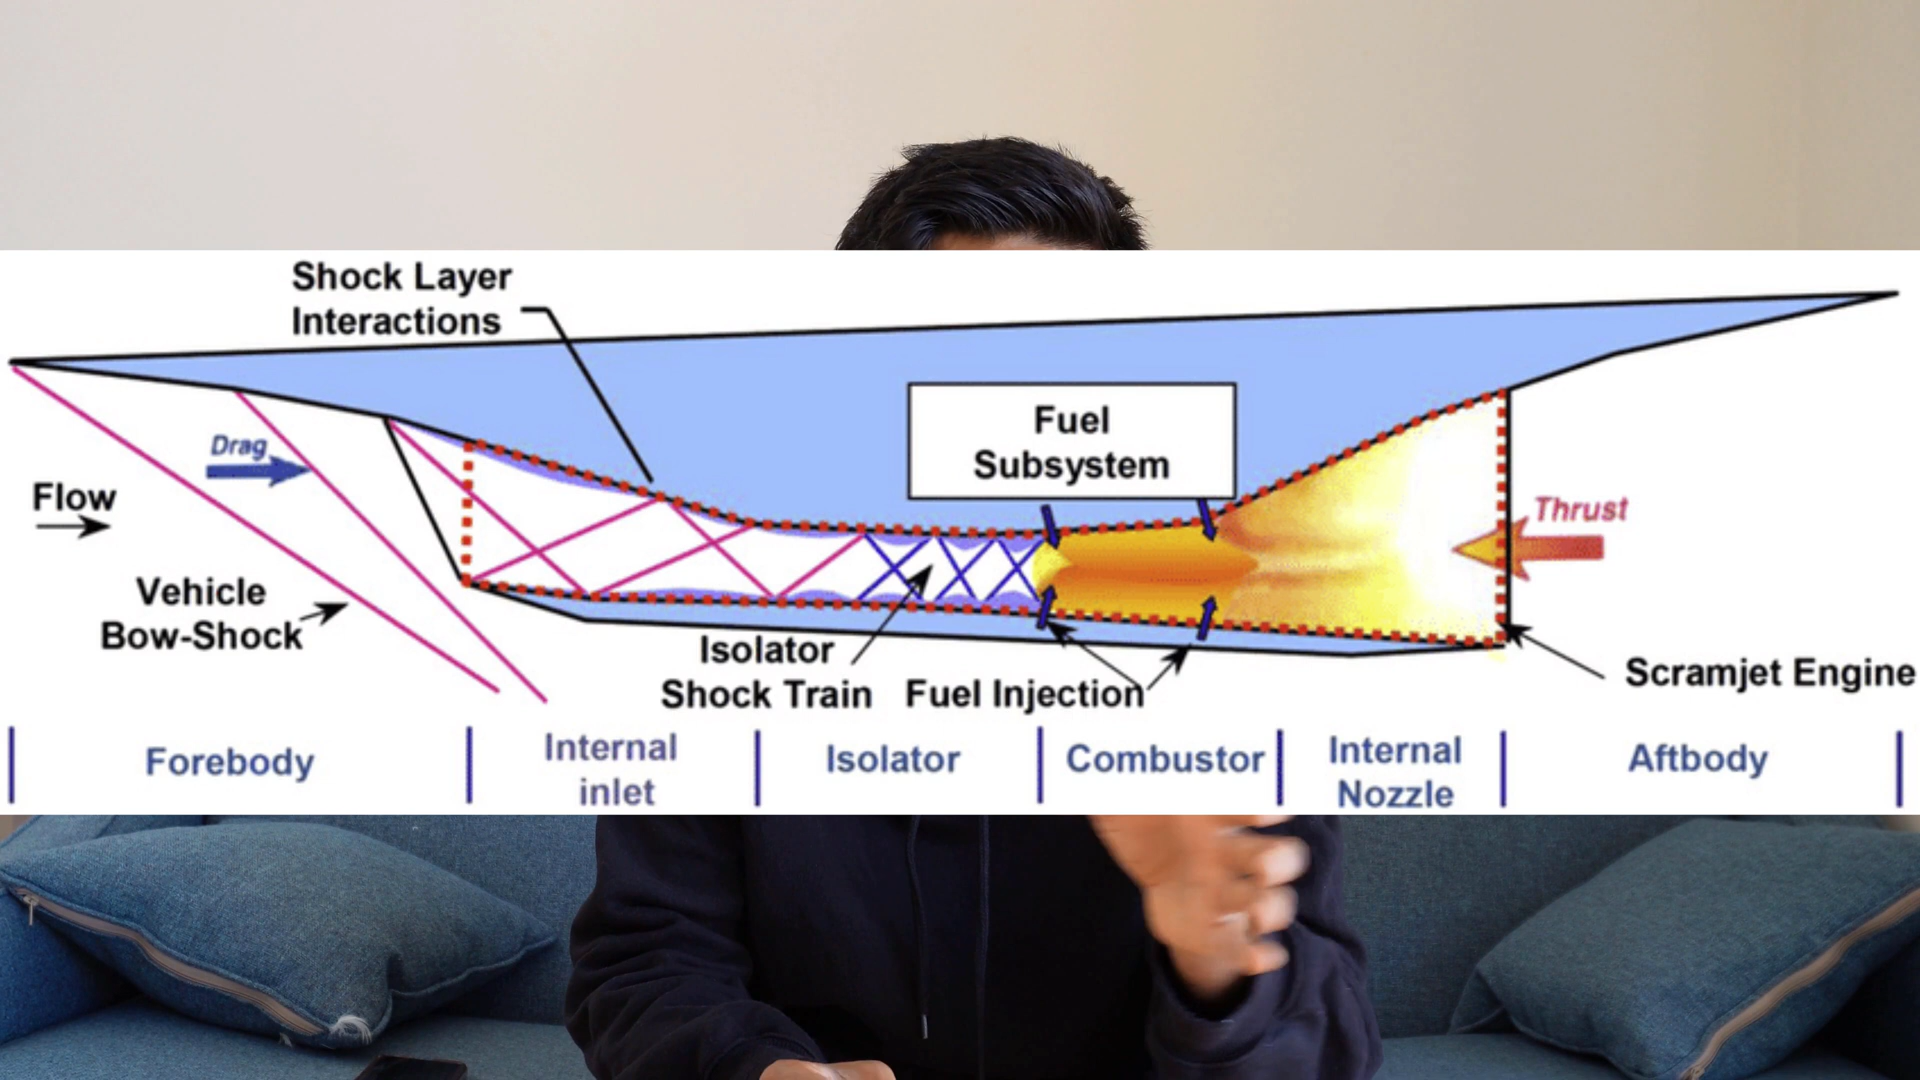 Shock Layer
Interactions
Fuel
Subsystem
Drag
Flow
Thrust
Vehicle
Bow-Shock
Isolator
Shock Train
Fuel Injection
Scramjet Engine
Forebody
Internal
inlet
Isolator
Combustor
Internal
Nozzle
Aftbody